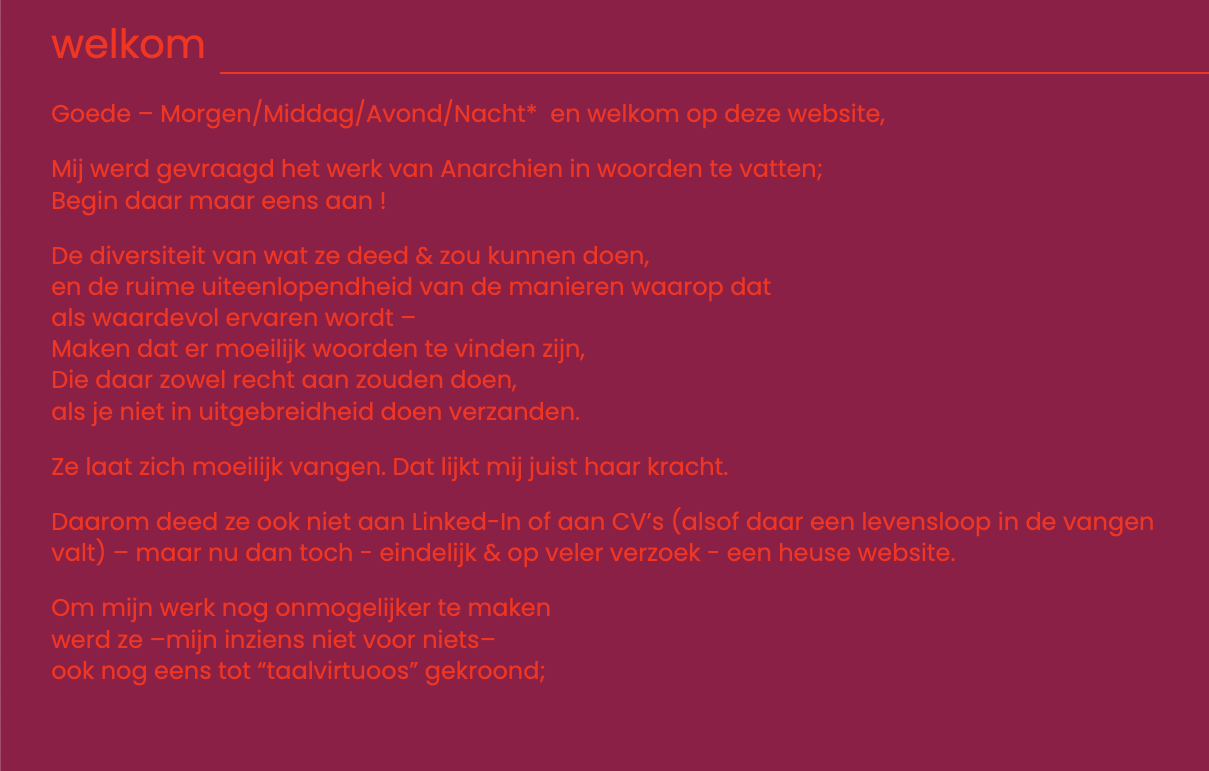 welkom
Goede – Morgen/Middag/Avond/Nacht*  en welkom op deze website,
Mij werd gevraagd het werk van Anarchien in woorden te vatten;
Begin daar maar eens aan !
De diversiteit van wat ze deed & zou kunnen doen,
en de ruime uiteenlopendheid van de manieren waarop dat
als waardevol ervaren wordt –
Maken dat er moeilijk woorden te vinden zijn,
Die daar zowel recht aan zouden doen,
als je niet in uitgebreidheid doen verzanden.
Ze laat zich moeilijk vangen. Dat lijkt mij juist haar kracht.
Daarom deed ze ook niet aan Linked-In of aan CV’s (alsof daar een levensloop in de vangen
valt) – maar nu dan toch - eindelijk & op veler verzoek - een heuse website.
Om mijn werk nog onmogelijker te maken
werd ze –mijn inziens niet voor niets–
ook nog eens tot “taalvirtuoos” gekroond;